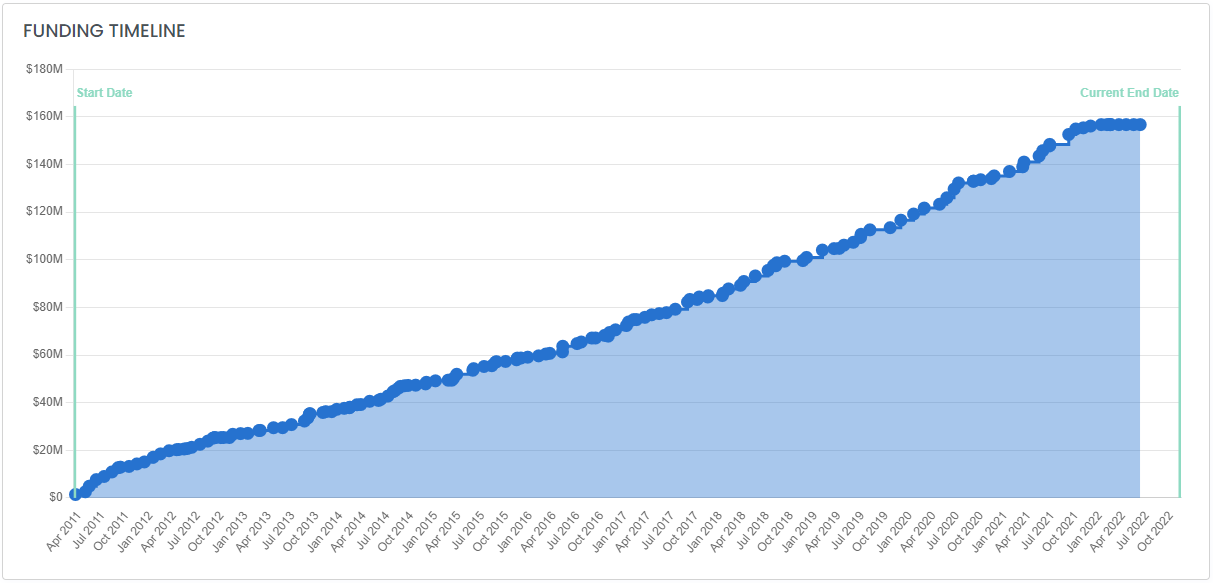 FUNDING TIMELINE
$180M
Start Date
Current End Date
$160M
$140M
$120M
$100M
$80M
$60M
$40M
$20M
$0
Apr 2011
Jul 2011
Oct 2011
Jan 2012
Apr 2012
Jul 2012
Oct 2012
Jan 2013
Apr 2013
Jul 2013
Oct 2013
Jan 2014
Apr 2014
Jul 2014
Oct 2014
Jan 2015
Apr 2015
Jul 2015
Oct 2015
Jan 2016
Apr 2016
Jul 2016
Oct 2016
Jan 2017
Apr 2017
Jul 2017
Oct 2017
Jan 2018
Apr 2018
Jul 2018
Oct 2018
Jan 2019
Apr 2019
Jul 2019
Oct 2019
Jan 2020
Apr 2020
Jul 2020
Oct 2020
Jan 2021
Apr 2021
Jul 2021
Oct 2021
Jan 2022
Apr 2022
Jul 2022
Oct 2022